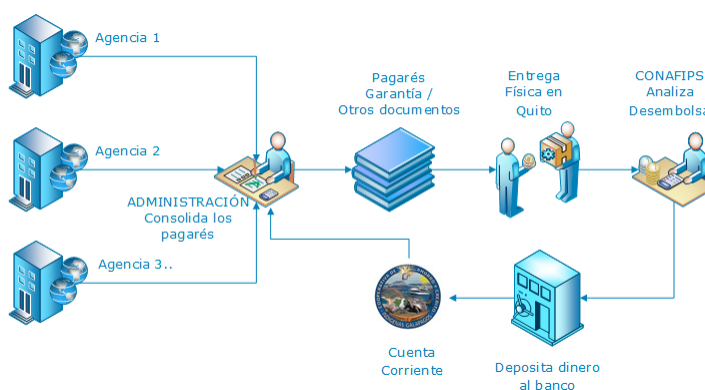 Agencia 1
Agencia 2
Agencia 3..
ADMINISTRACIÓN
Consolida los
pagarés
Pagarés
Garantía /
Otros documentos
Entrega
Física en
Quito
CONAFIPS
Analiza
Desembolsa
Cuenta
Corriente
Deposita dinero
al banco